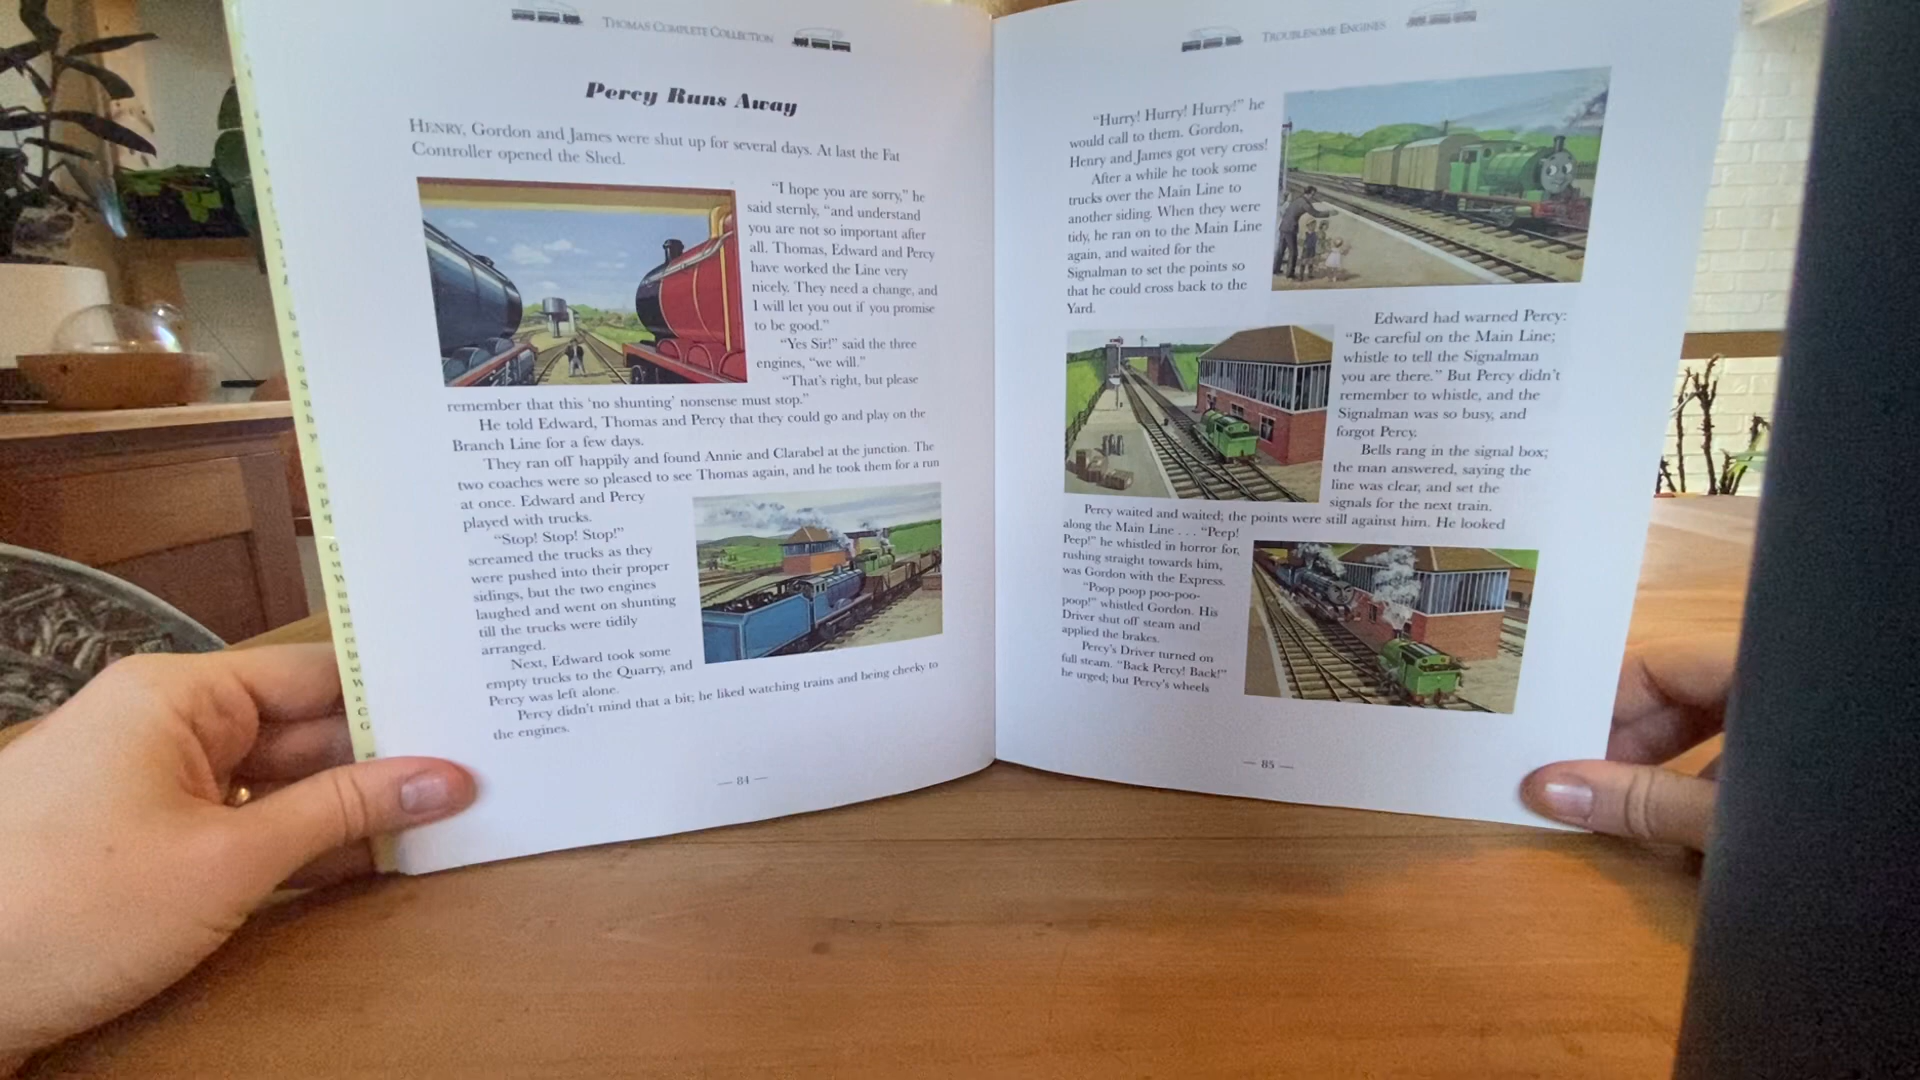 THOMAS COMPLETE COLLECTION
Percy Runs Away
HENRY, Gordon and James were shut up for several days. At last the Fat
Controller opened the Shed.
"I hope you are sorry," he
said sternly, "and understand
you are not so important after
all. Thomas, Edward and Percy
have worked the Line very
nicely. They need a change, and
I will let you out if you promise
to be good."
"Yes Sir!" said the three
engines, "we will."
"That's right, but please
remember that this 'no shunting' nonsense must stop."
He told Edward, Thomas and Percy that they could go and play on the
Branch Line for a few days.
They ran off happily and found Annie and Clarabel at the junction. The
two coaches were so pleased to see Thomas again, and he took them for a run
at once. Edward and Percy
played with trucks.
"Stop! Stop! Stop!"
screamed the trucks as they
were pushed into their proper
sidings, but the two engines
laughed and went on shunting
till the trucks were tidily
arranged.
Next, Edward took some
empty trucks to the Quarry, and
Percy was left alone.
Percy didn't mind that a bit; he liked watching trains and being cheeky to
the engines.
— 84 —
TROUBLESOME ENGINES
"Hurry! Hurry! Hurry!" he
would call to them. Gordon,
Henry and James got very cross!
After a while he took some
trucks over the Main Line to
another siding. When they were
tidy, he ran on to the Main Line
again, and waited for the
Signalman to set the points so
that he could cross back to the
Yard.
Edward had warned Percy:
"Be careful on the Main Line;
whistle to tell the Signalman
you are there." But Percy didn't
remember to whistle, and the
Signalman was so busy, and
forgot Percy.
Bells rang in the signal box;
the man answered, saying the
line was clear, and set the
signals for the next train.
Percy waited and waited; the points were still against him. He looked
along the Main Line . . . "Peep!
Peep!" he whistled in horror for,
rushing straight towards him,
was Gordon with the Express.
"Poop poop poo-poo-
poop!" whistled Gordon. His
Driver shut off steam and
applied the brakes.
Percy's Driver turned on
full steam. "Back Percy! Back!"
he urged; but Percy's wheels
— 85 —